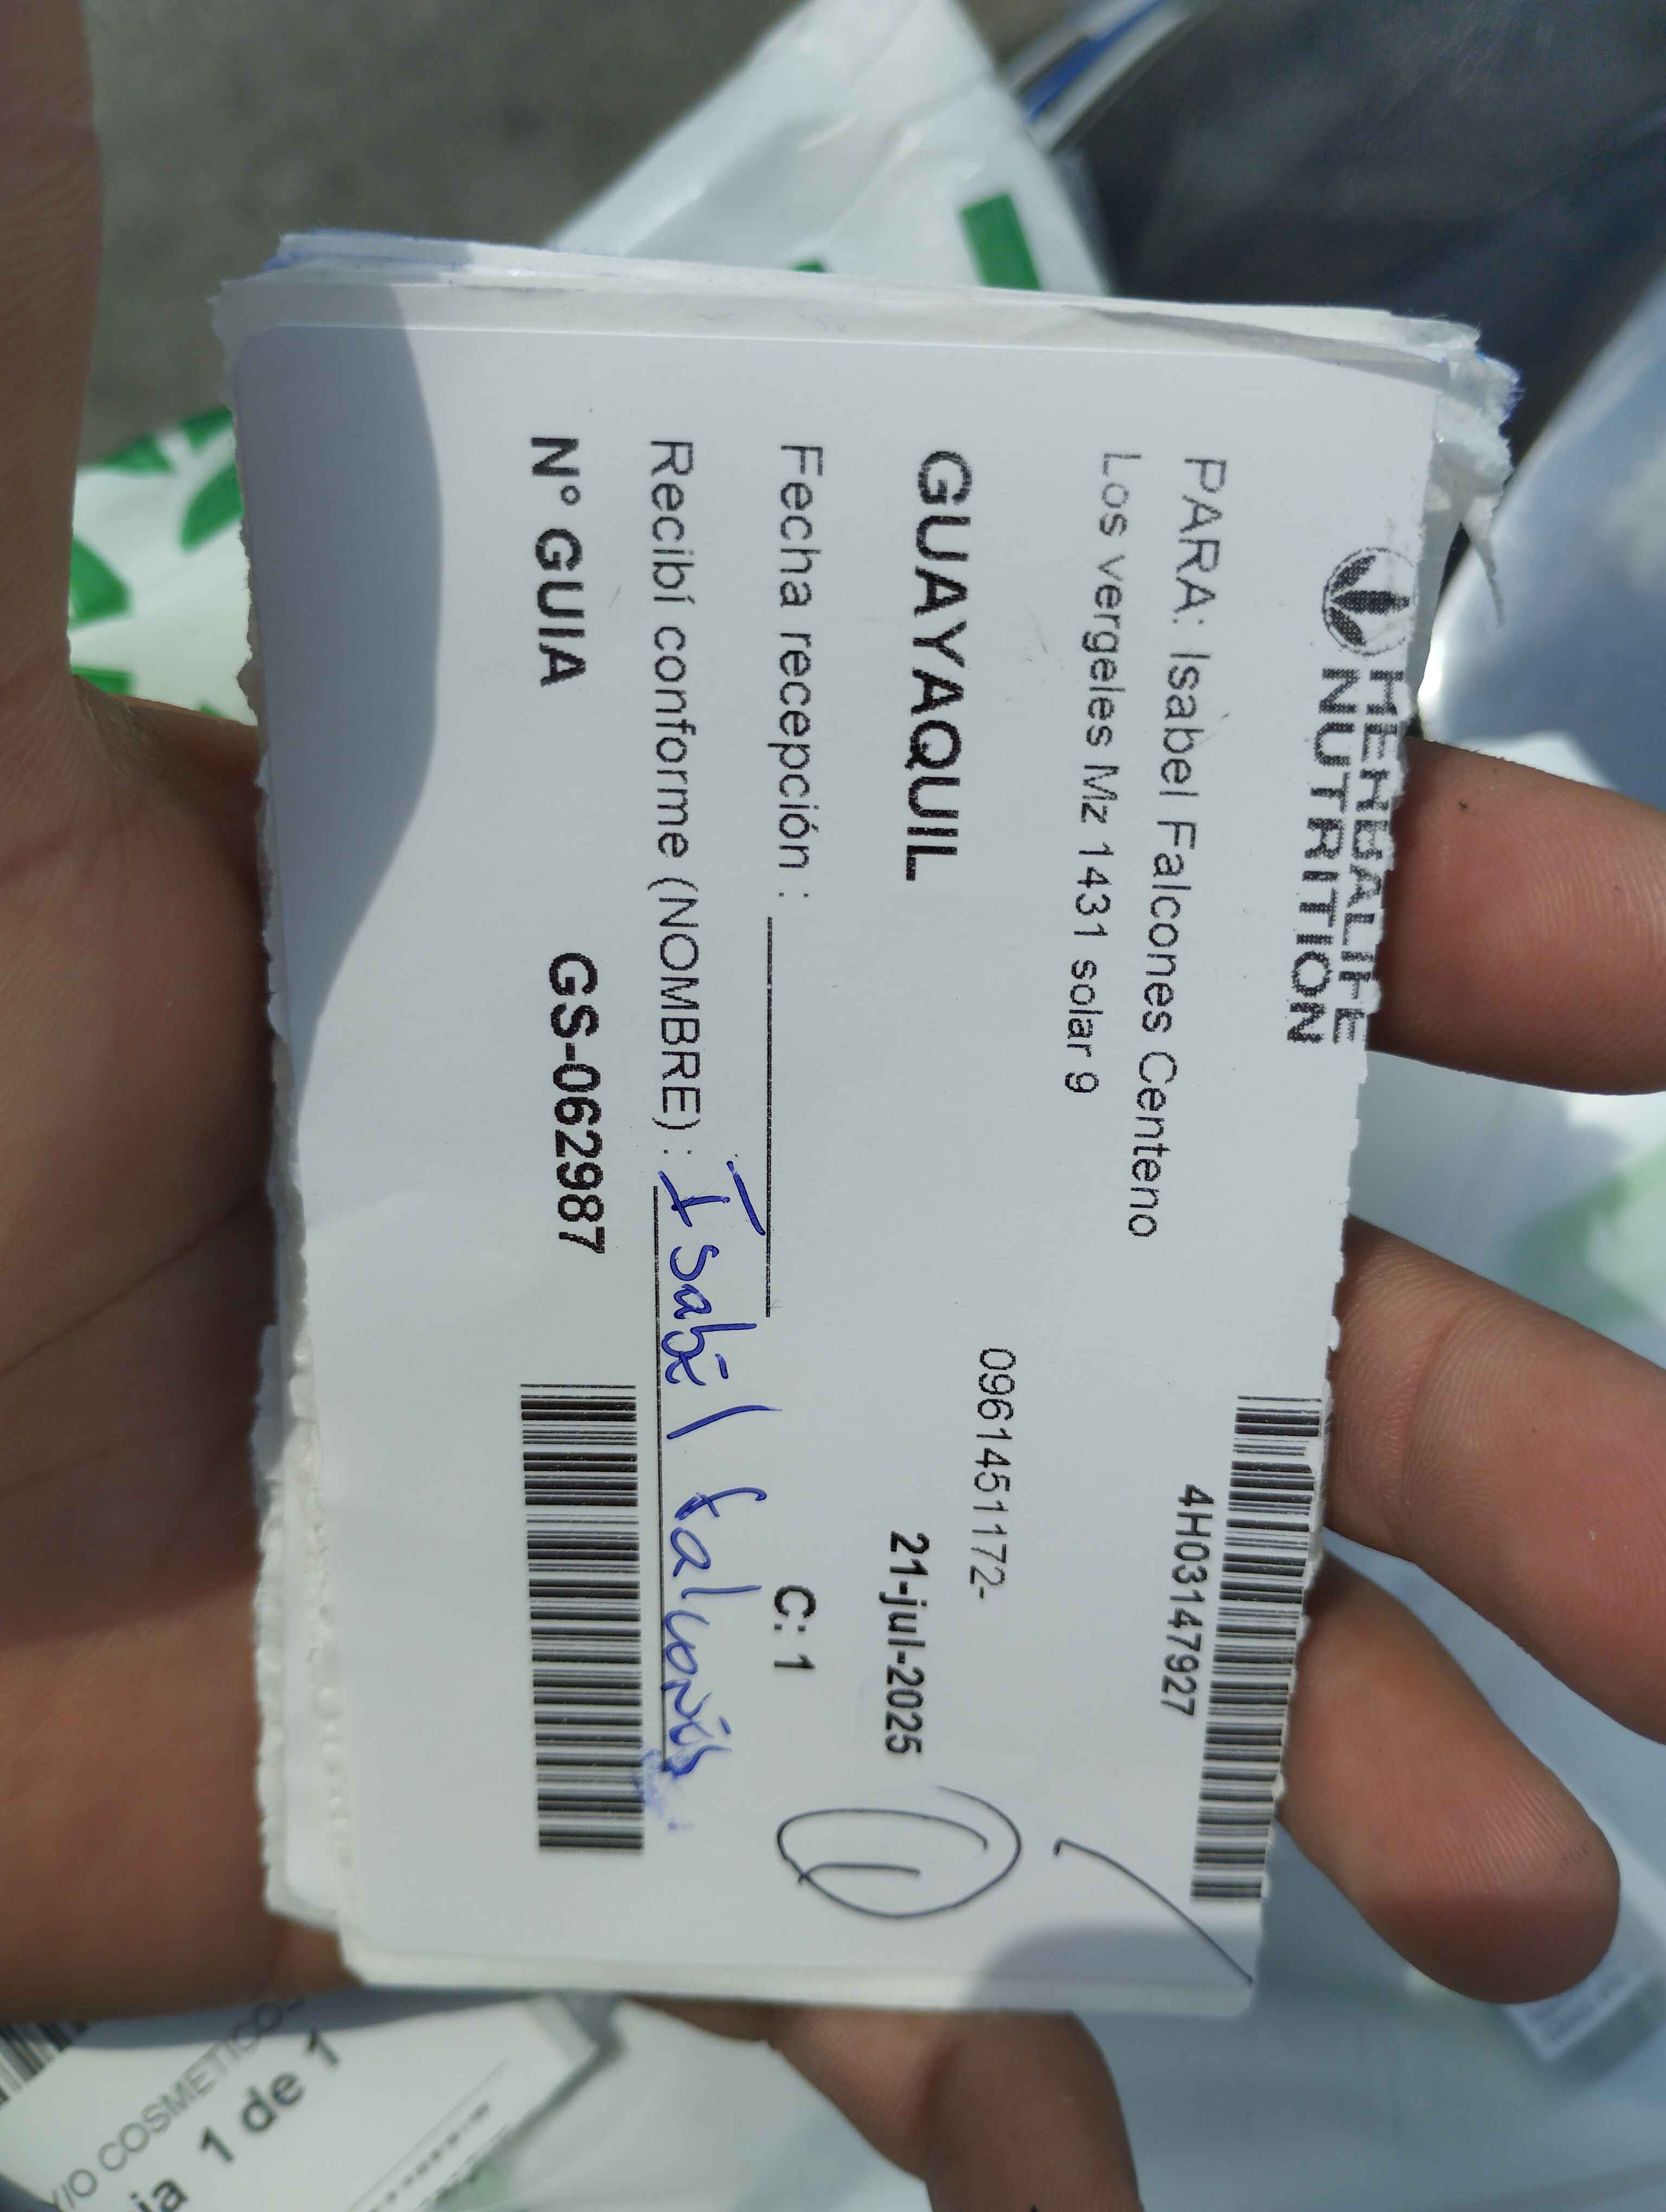 HERBALIFE
NUTRITION
4H03147927
PARA: Isabel Falcones Centeno
Los vergeles Mz 1431 solar 9
0961451172-
GUAYAQUIL
21-jul-2025
Fecha recepción :
C: 1
Recibí conforme (NOMBRE) : Isabel falcones
N° GUIA GS-062987
Y/O COSMETICOS
1 de 1